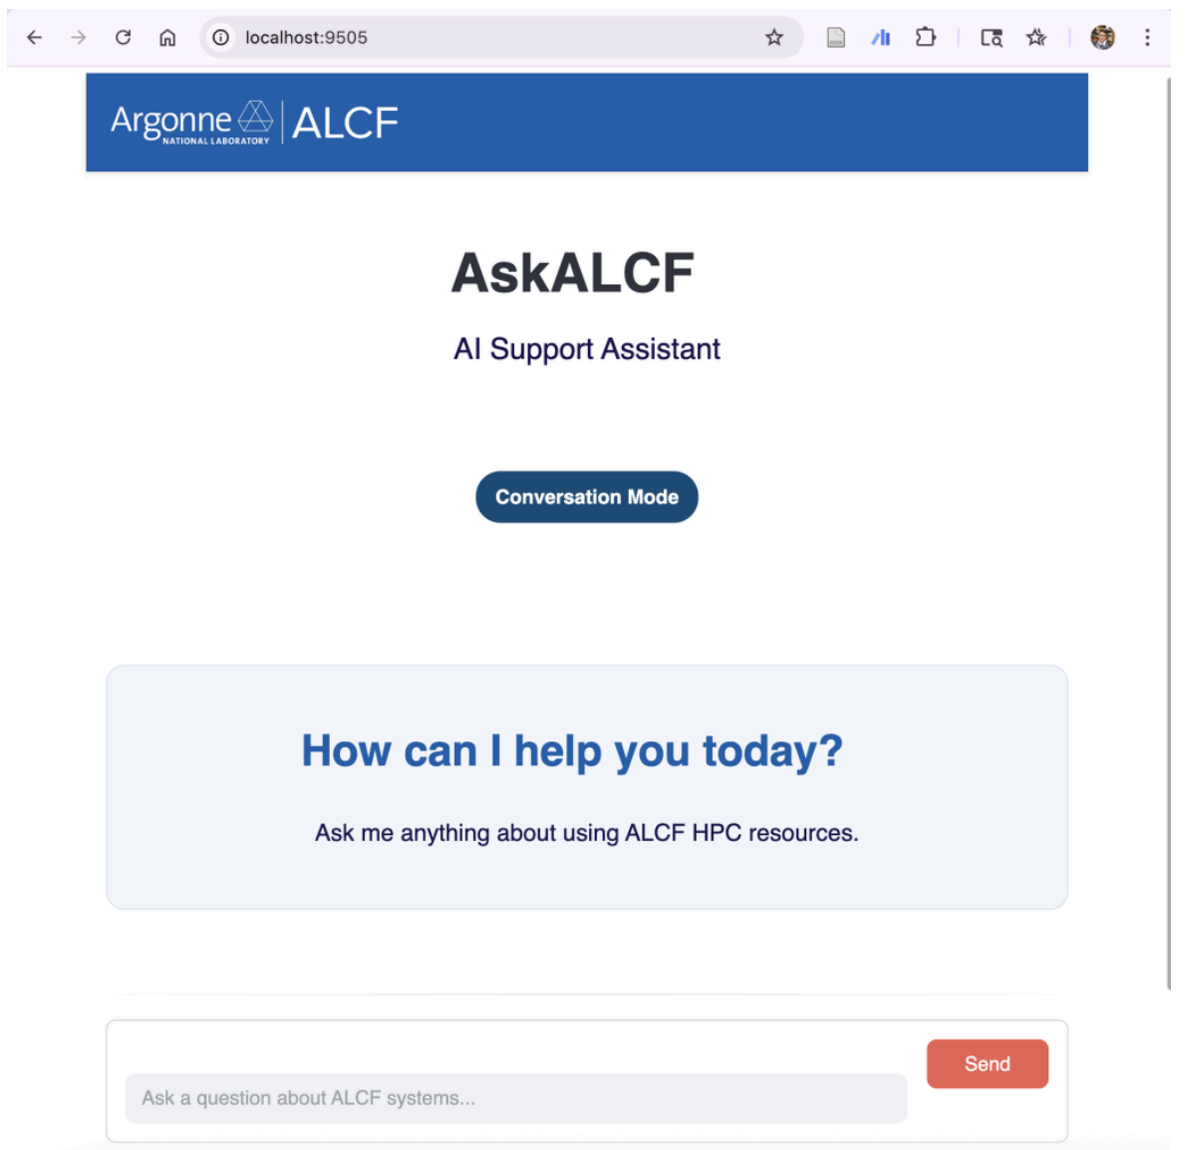 localhost:9505
Argonne
NATIONAL LABORATORY
ALCF
AskALCF
AI Support Assistant
Conversation Mode
How can I help you today?
Ask me anything about using ALCF HPC resources.
Send
Ask a question about ALCF systems...